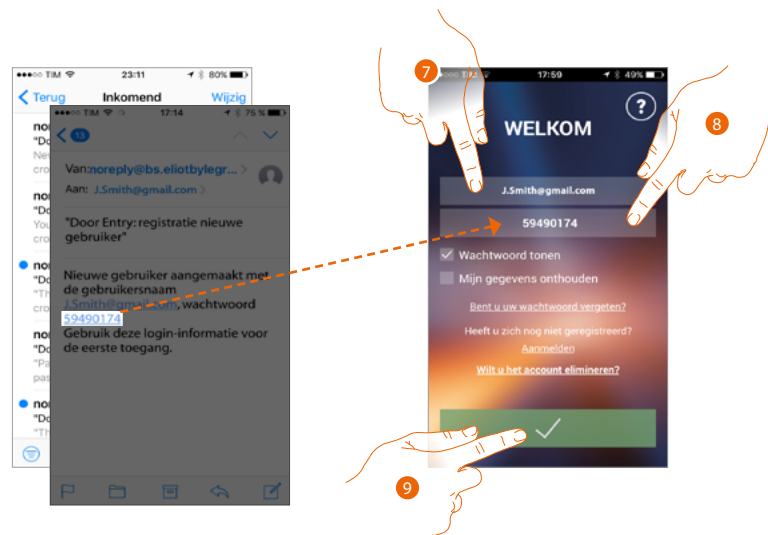 ●●●○○ TIM 23:11 80%
Terug Inkomend Wijzig
●●●○○ TIM 17:14 75 %
13
Van:noreply@bs.eliotbylegr...
Aan: J.Smith@gmail.com
"Door Entry: registratie nieuwe
gebruiker"
Nieuwe gebruiker aangemaakt met
de gebruikersnaam
J.Smith@gmail.com, wachtwoord
59490174
Gebruik deze login-informatie voor
de eerste toegang.
7
TIM 17:59 49%
?
8
WELKOM
J.Smith@gmail.com
59490174
Wachtwoord tonen
Mijn gegevens onthouden
Bent u uw wachtwoord vergeten?
Heeft u zich nog niet geregistreerd?
Aanmelden
Wilt u het account elimineren?
9